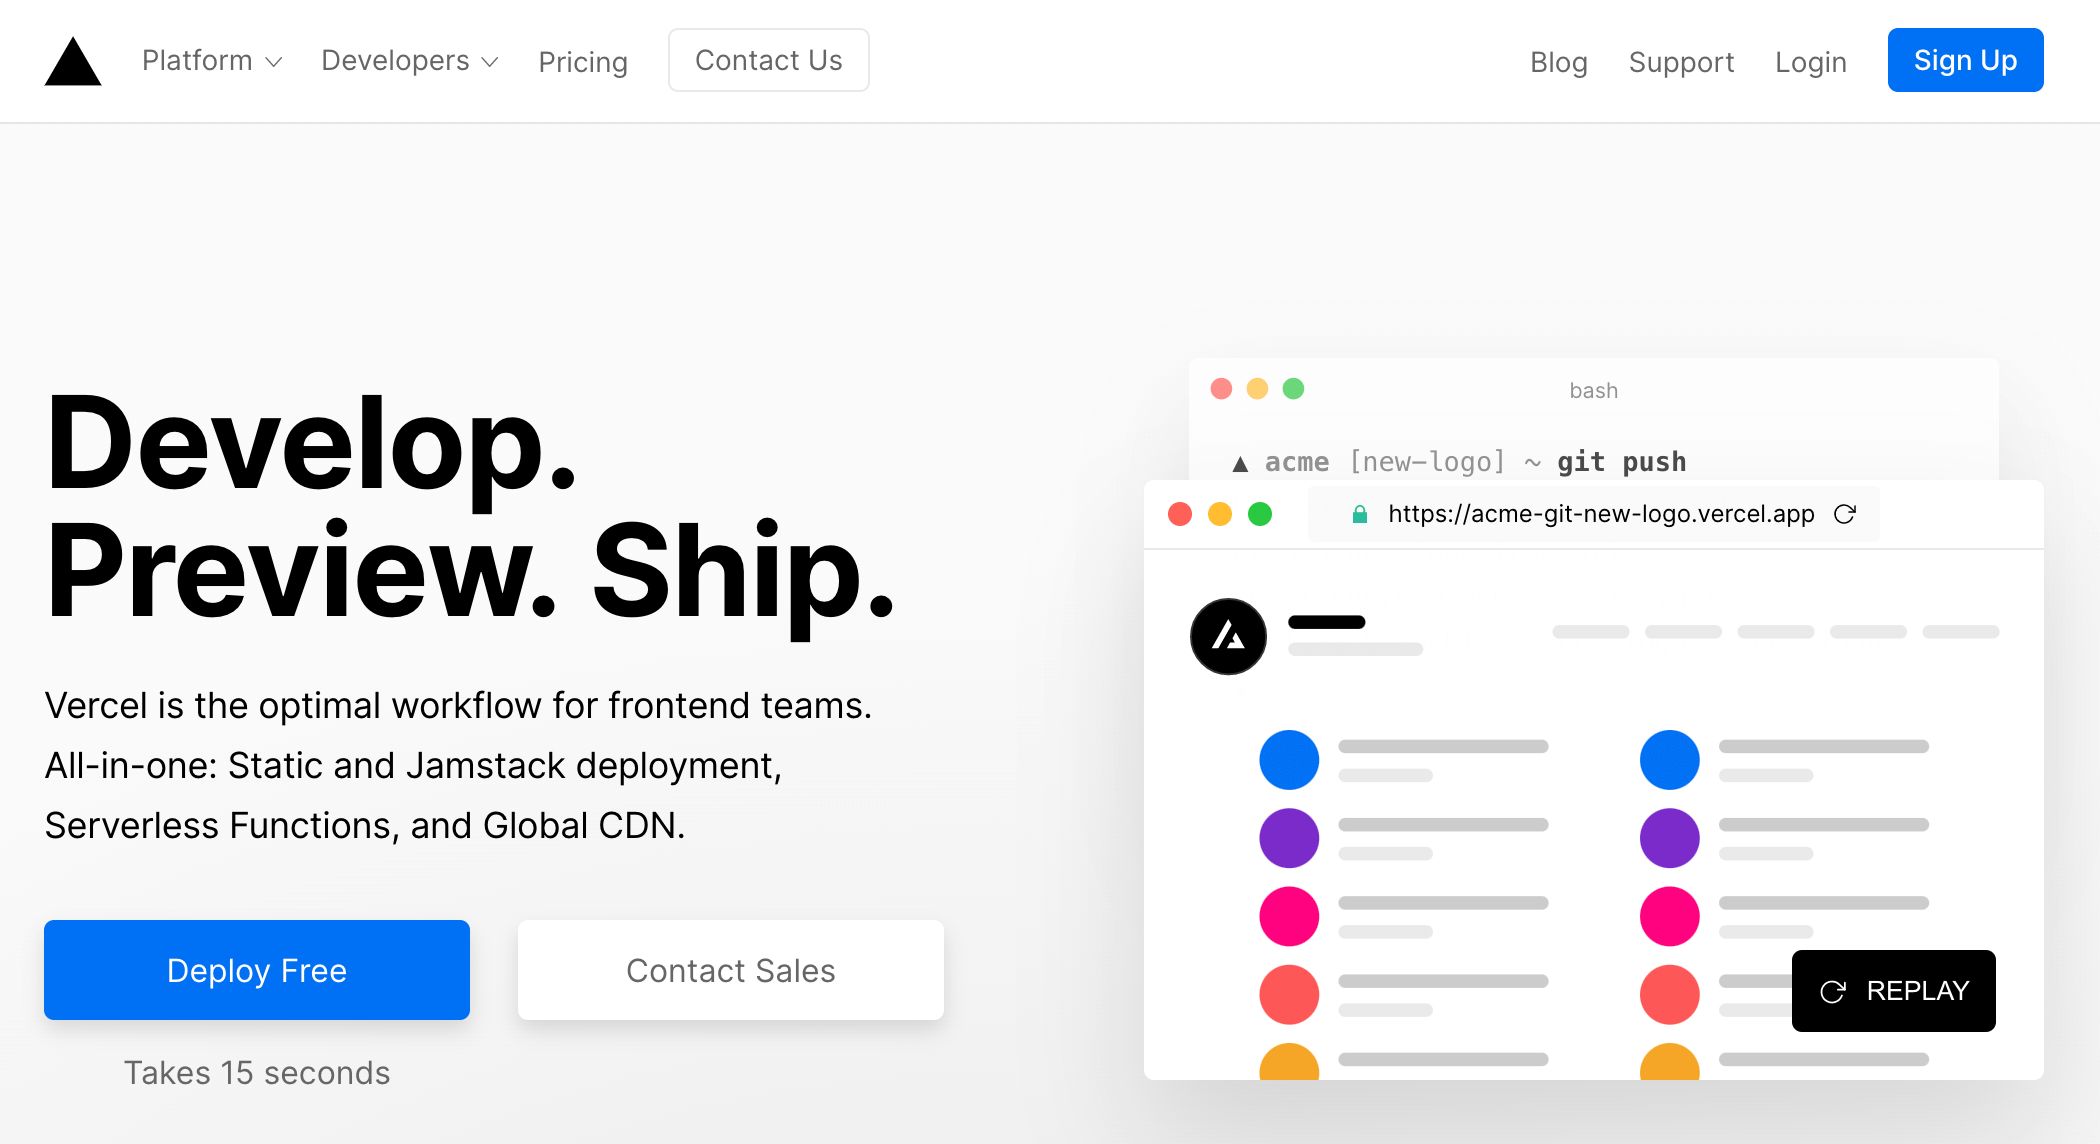 Platform Developers Pricing Contact Us Blog Support Login Sign Up
Develop.
Preview. Ship.
Vercel is the optimal workflow for frontend teams.
All-in-one: Static and Jamstack deployment,
Serverless Functions, and Global CDN.
Deploy Free Contact Sales
Takes 15 seconds
bash
▲ acme [new-logo] ~ git push
https://acme-git-new-logo.vercel.app
REPLAY